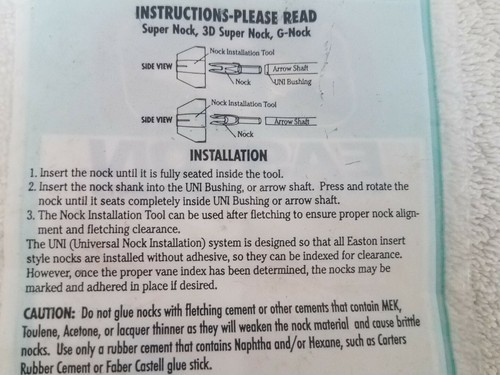 INSTRUCTIONS-PLEASE READ
Super Nock, 3D Super Nock, G-Nock
Nock Installation Tool
SIDE VIEW
Arrow Shaft
Nock
UNI Bushing
Nock Installation Tool
SIDE VIEW
Arrow Shaft
Nock
INSTALLATION
1. Insert the nock until it is fully seated inside the tool.
2. Insert the nock shank into the UNI Bushing, or arrow shaft. Press and rotate the
nock until it seats completely inside UNI Bushing or arrow shaft.
3. The Nock Installation Tool can be used after fletching to ensure proper nock align-
ment and fletching clearance.
The UNI (Universal Nock Installation) system is designed so that all Easton insert
style nocks are installed without adhesive, so they can be indexed for clearance.
However, once the proper vane index has been determined, the nocks may be
marked and adhered in place if desired.
CAUTION: Do not glue nocks with fletching cement or other cements that contain MEK,
Toulene, Acetone, or lacquer thinner as they will weaken the nock material and cause brittle
nocks. Use only a rubber cement that contains Naphtha and/or Hexane, such as Carters
Rubber Cement or Faber Castell glue stick.